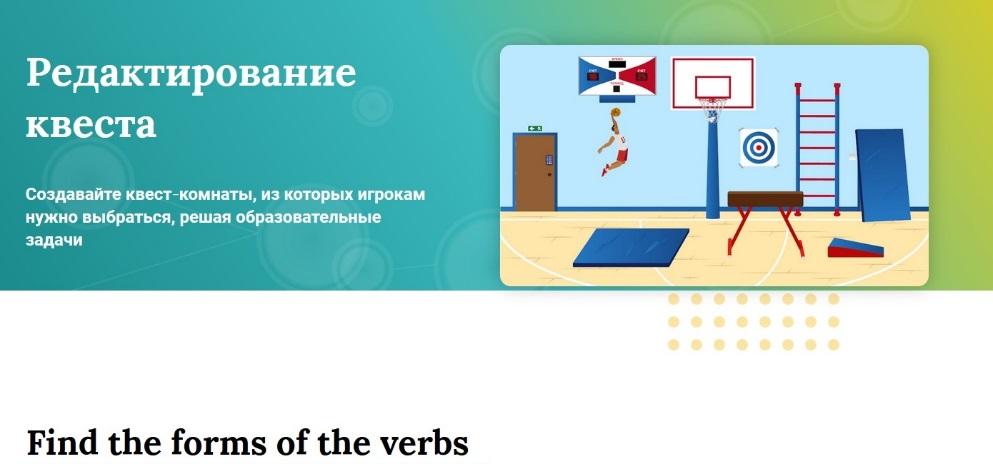 Редактирование
квеста
Создавайте квест-комнаты, из которых игрокам
нужно выбраться, решая образовательные
задачи
Find the forms of the verbs